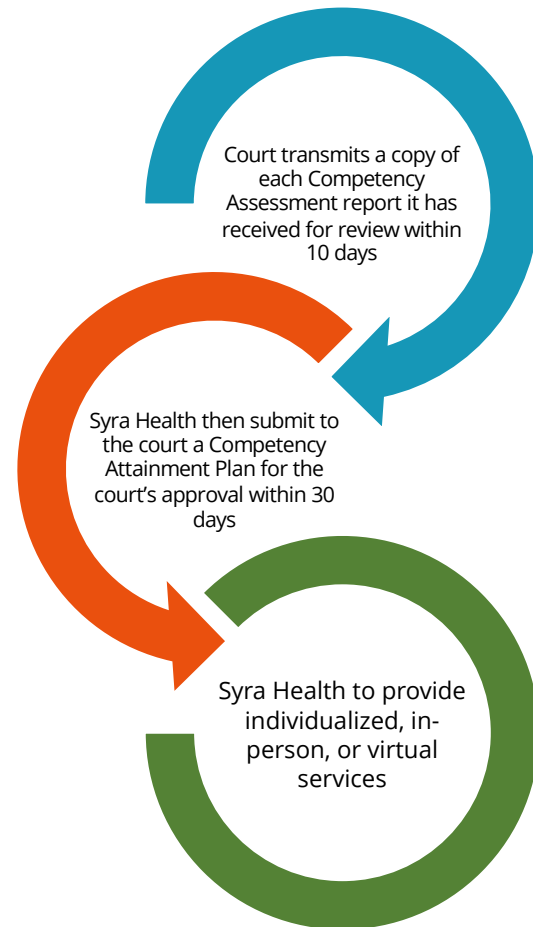 Court transmits a copy of
each Competency
Assessment report it has
received for review within
10 days
Syra Health then submit to
the court a Competency
Attainment Plan for the
court’s approval within 30
days
Syra Health to provide
individualized, in-
person, or virtual
services